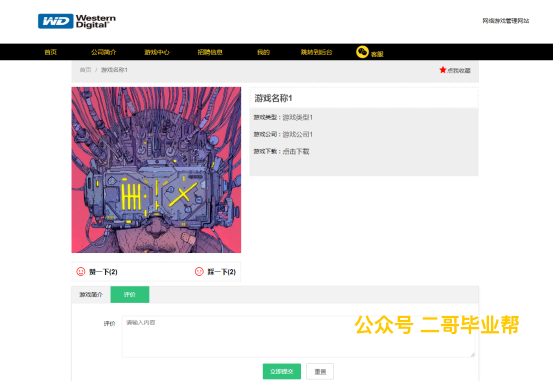 WD Western Digital
网络游戏管理网站
首页 公司简介 游戏中心 招聘信息 我的 跳转到后台 客服
首页 / 游戏名称1 点我收藏
游戏名称1
游戏类型：游戏类型1
游戏公司：游戏公司1
游戏下载：点击下载
赞一下(2) 踩一下(2)
游戏简介 评价
评价 请输入内容
公众号 二哥毕业帮
立即提交 重置